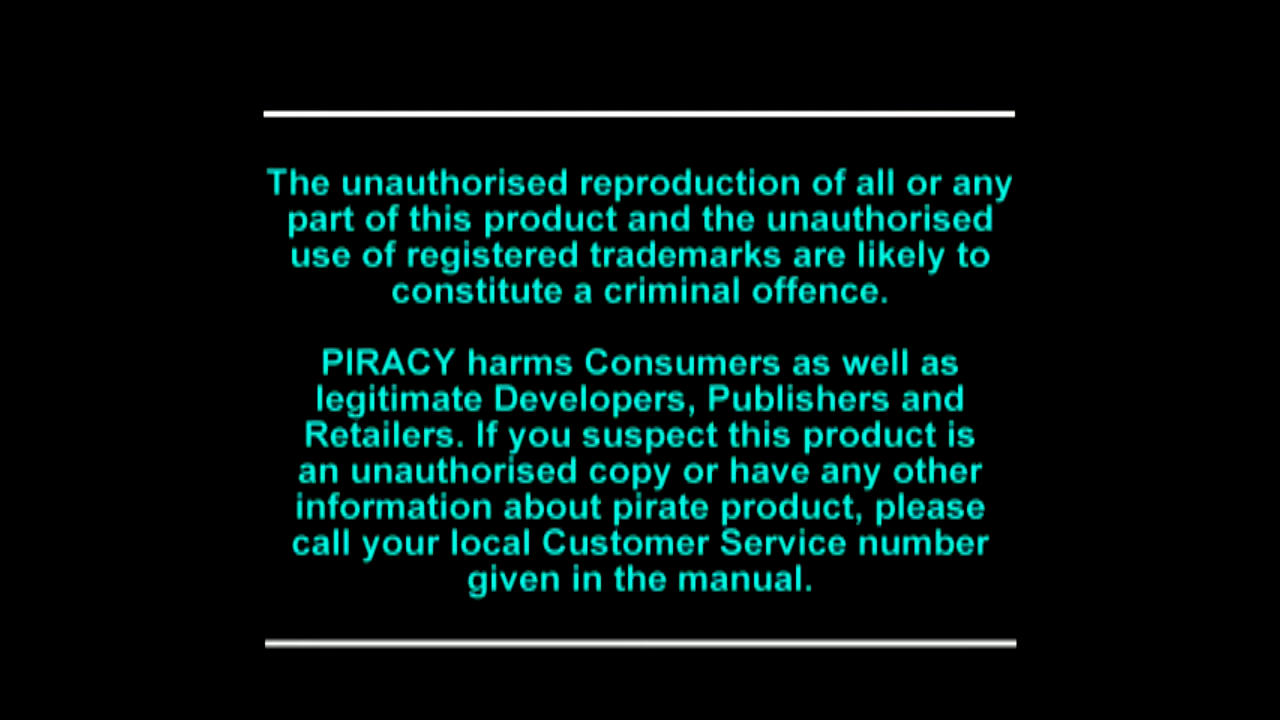 The unauthorised reproduction of all or any
part of this product and the unauthorised
use of registered trademarks are likely to
constitute a criminal offence.
PIRACY harms Consumers as well as
legitimate Developers, Publishers and
Retailers. If you suspect this product is
an unauthorised copy or have any other
information about pirate product, please
call your local Customer Service number
given in the manual.